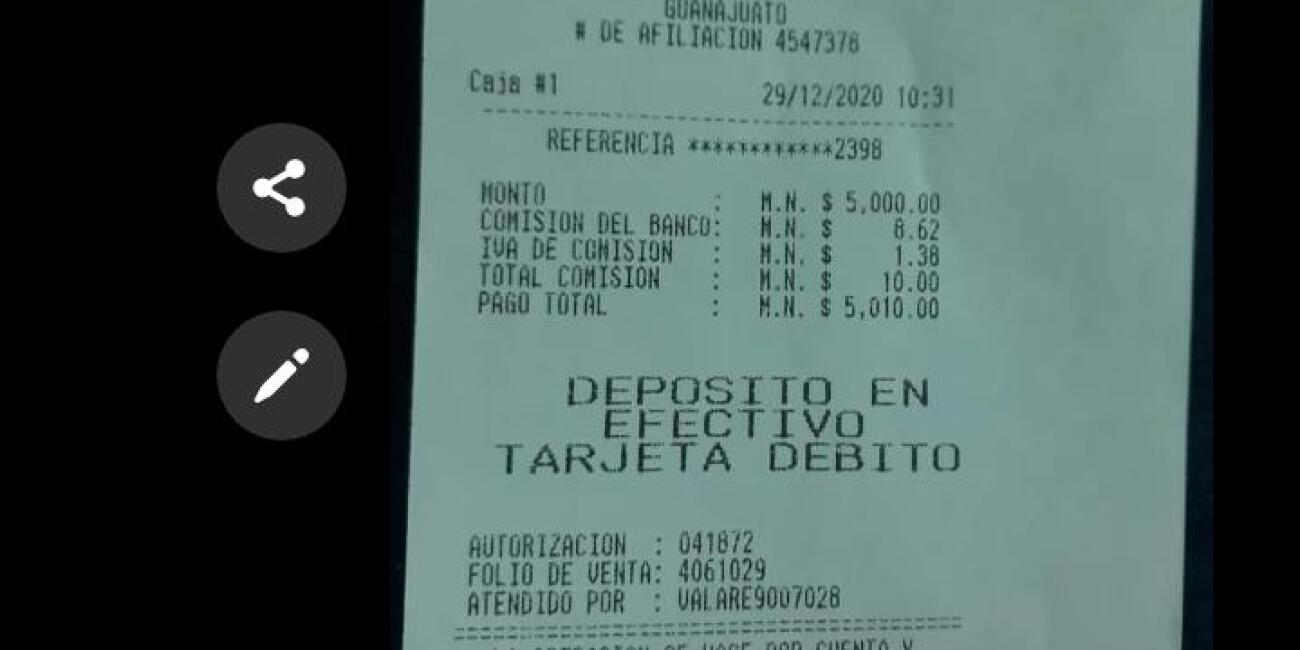 GUANAJUATO
# DE AFILIACION 4547378
Caja #1 29/12/2020 10:31
REFERENCIA ************2398
MONTO : M.N. $ 5,000.00
COMISION DEL BANCO: M.N. $ 8.62
IVA DE COMISION : M.N. $ 1.38
TOTAL COMISION : M.N. $ 10.00
PAGO TOTAL : M.N. $ 5,010.00
DEPOSITO EN
EFECTIVO
TARJETA DEBITO
AUTORIZACION : 041872
FOLIO DE VENTA: 4061029
ATENDIDO POR : VALARE9007028
POR CUENTA Y